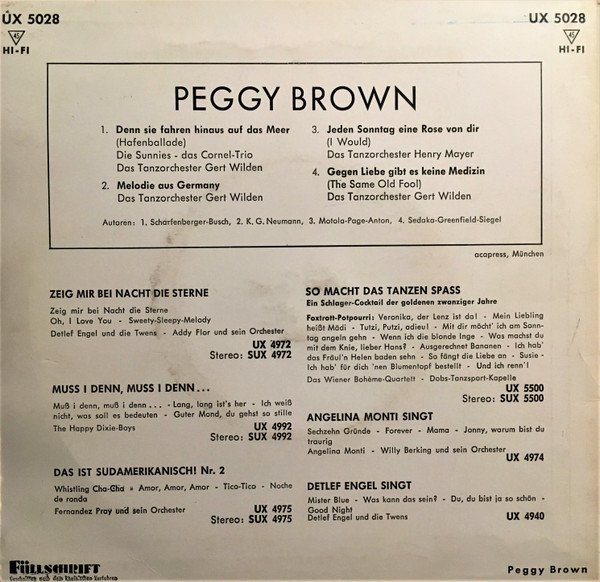 UX 5028
45
HI-FI
UX 5028
45
HI-FI
PEGGY BROWN
1. Denn sie fahren hinaus auf das Meer
(Hafenballade)
Die Sunnies - das Cornel-Trio
Das Tanzorchester Gert Wilden
2. Melodie aus Germany
Das Tanzorchester Gert Wilden
3. Jeden Sonntag eine Rose von dir
(I Would)
Das Tanzorchester Henry Mayer
4. Gegen Liebe gibt es keine Medizin
(The Same Old Fool)
Das Tanzorchester Gert Wilden
Autoren: 1. Scharfenberger-Busch, 2. K. G. Neumann, 3. Motola-Page-Anton, 4. Sedaka-Greenfield-Siegel
acapress, München
ZEIG MIR BEI NACHT DIE STERNE
Zeig mir bei Nacht die Sterne
Oh, I Love You - Sweety-Sleepy-Melody
Detlef Engel und die Twens - Addy Flor und sein Orchester
UX 4972
Stereo: SUX 4972
MUSS I DENN, MUSS I DENN . . .
Muß i denn, muß i denn . . . - Lang, lang ist's her - Ich weiß
nicht, was soll es bedeuten - Guter Mond, du gehst so stille
The Happy Dixie-Boys
UX 4992
Stereo: SUX 4992
DAS IST SUDAMERIKANISCH! Nr. 2
Whistling Cha-Cha - Amor, Amor, Amor - Tico-Tico - Noche
de ronda
Fernandez Pray und sein Orchester
UX 4975
Stereo: SUX 4975
SO MACHT DAS TANZEN SPASS
Ein Schlager-Cocktail der goldenen zwanziger Jahre
Foxtrott-Potpourri: Veronika, der Lenz ist da! - Mein Liebling
heißt Mädi - Tutzi, Putzi, adieu! - Mit dir möcht' ich am Sonn-
tag angeln gehn - Wenn ich die blonde Inge - Was machst du
mit dem Knie, lieber Hans? - Ausgerechnet Bananen - Ich hab'
das Fräul'n Helen baden sehn - So fängt die Liebe an - Susie -
Ich hab' für dich 'nen Blumentopf bestellt - Und ich renn'!
Das Wiener Bohème-Quartett - Dobs-Tanzsport-Kapelle
UX 5500
Stereo: SUX 5500
ANGELINA MONTI SINGT
Sechzehn Gründe - Forever - Mama - Jonny, warum bist du
traurig
Angelina Monti - Willy Berking und sein Orchester
UX 4974
DETLEF ENGEL SINGT
Mister Blue - Was kann das sein? - Du, du bist ja so schön -
Good Night
Detlef Engel und die Twens
UX 4940
FÜLLSCHRIFT
Geschnitten nach dem Rheinischen Verfahren
Peggy Brown